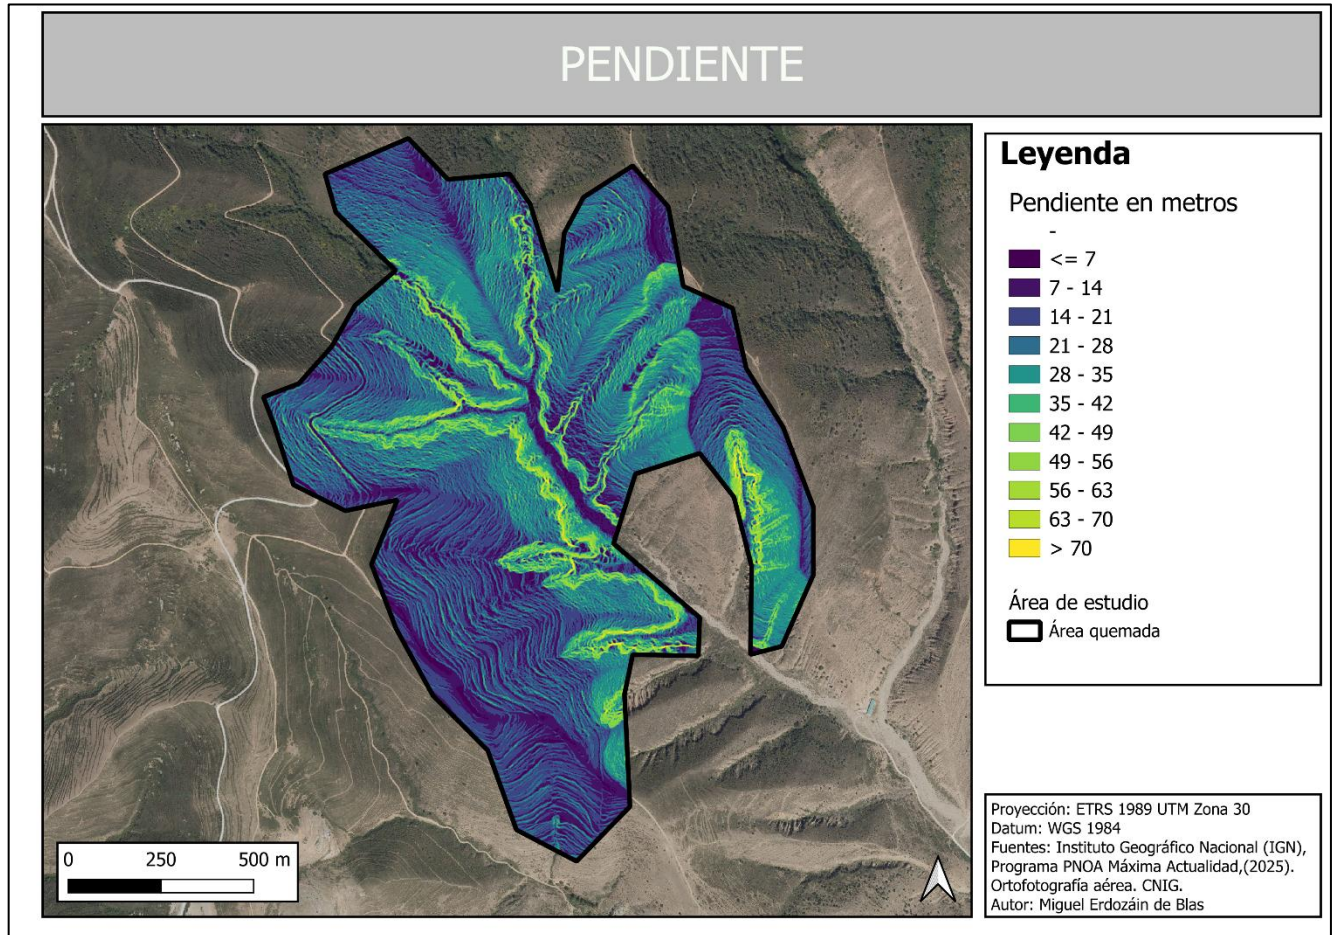 PENDIENTE
Leyenda
Pendiente en metros
-
<= 7
7 - 14
14 - 21
21 - 28
28 - 35
35 - 42
42 - 49
49 - 56
56 - 63
63 - 70
> 70
Área de estudio
Área quemada
0 250 500 m
Proyección: ETRS 1989 UTM Zona 30
Datum: WGS 1984
Fuentes: Instituto Geográfico Nacional (IGN),
Programa PNOA Máxima Actualidad,(2025).
Ortofotografía aérea. CNIG.
Autor: Miguel Erdozáin de Blas